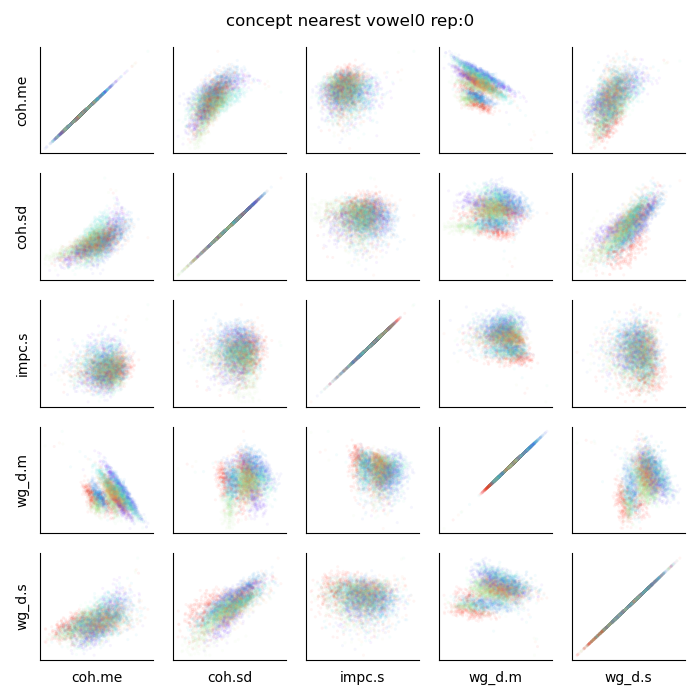 concept nearest vowel0 rep:0
coh.me
coh.sd
impc.s
wg_d.m
wg_d.s
coh.me
coh.sd
impc.s
wg_d.m
wg_d.s